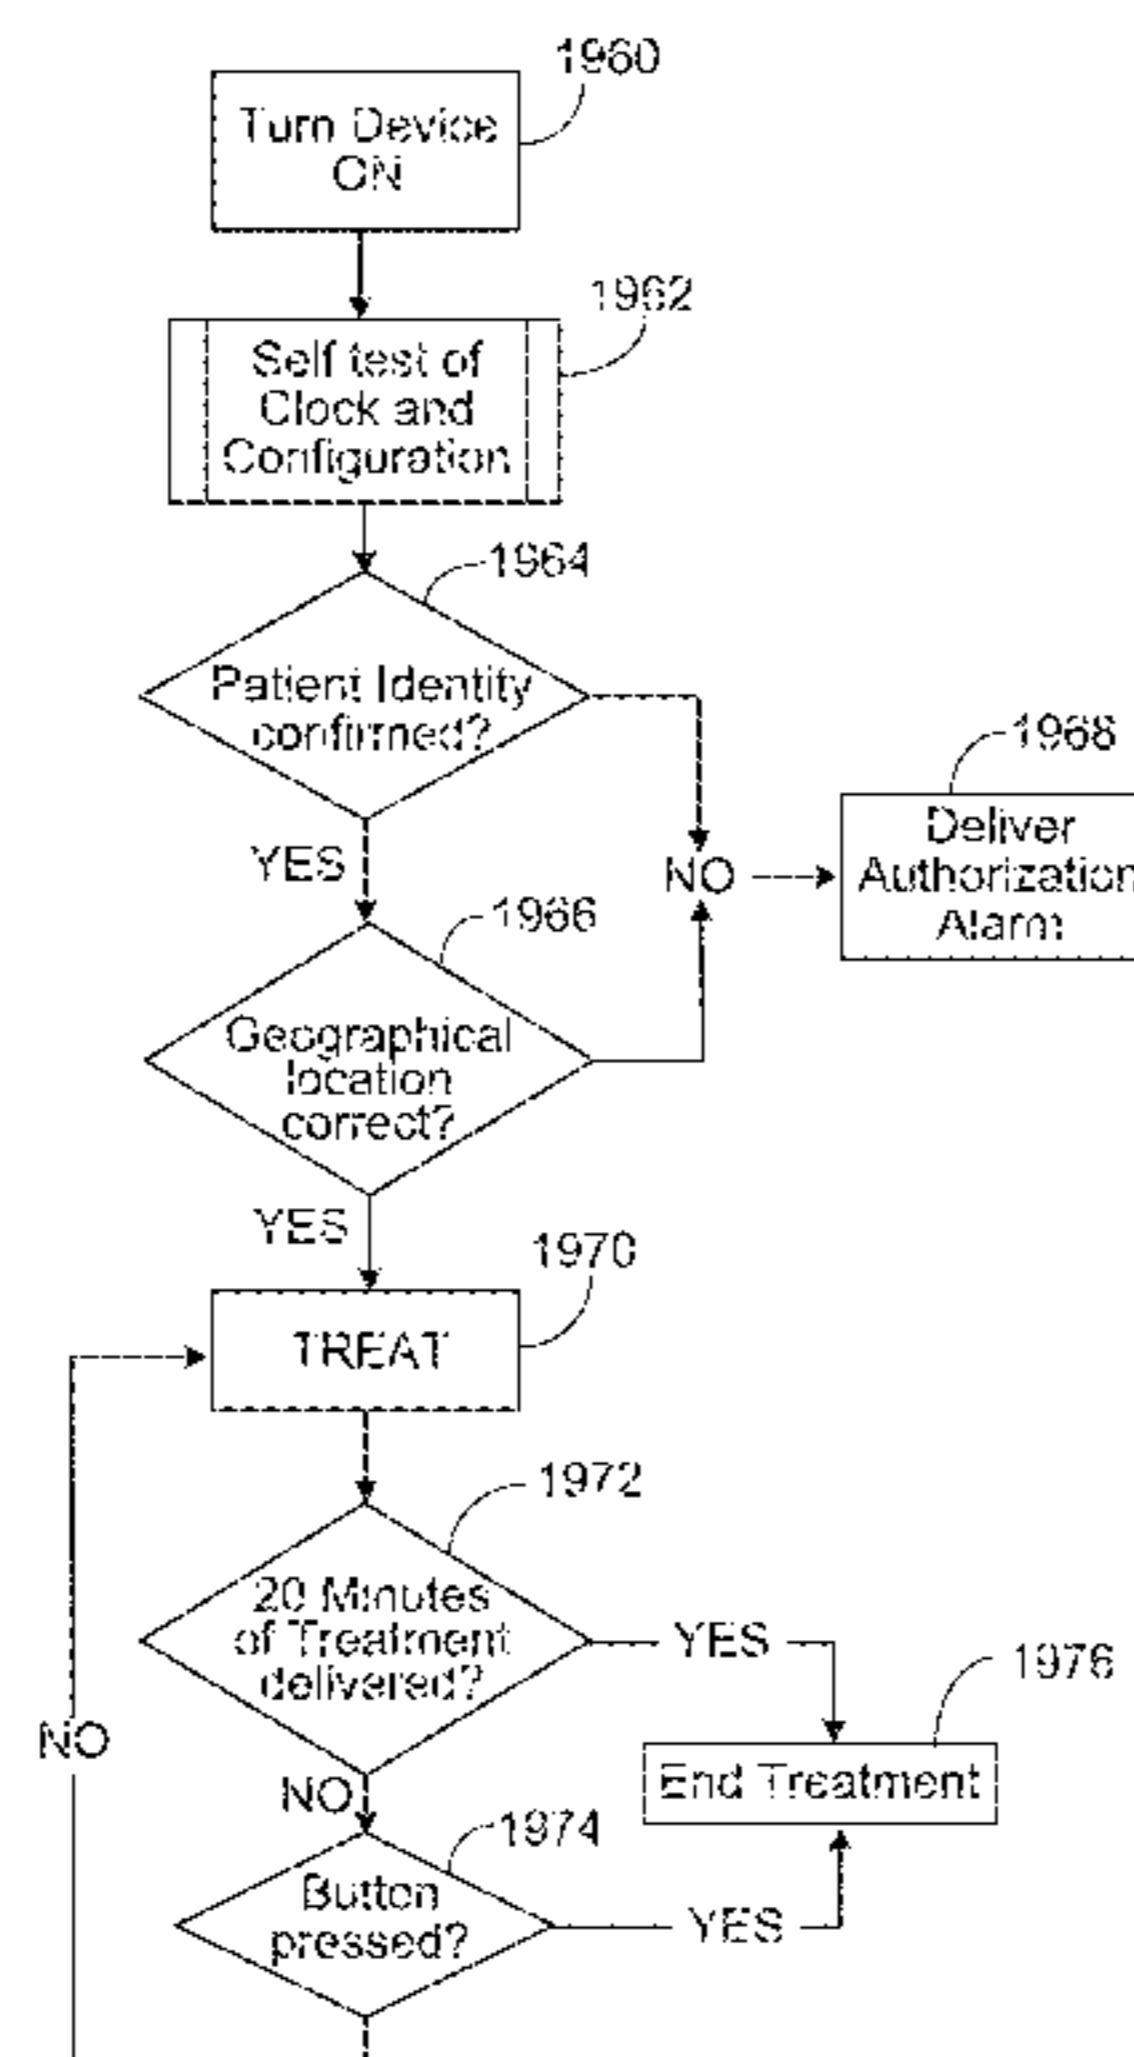 1960
Turn Device
ON
1962
Self test of
Clock and
Configuration
1964
Patient Identity
confirmed?
1968
Deliver
Authorization
Alarm
NO
YES
1966
Geographical
location
correct?
YES
1970
TREAT
1972
20 Minutes
of Treatment
delivered?
YES
1976
End Treatment
NO
NO
1974
Button
pressed?
YES